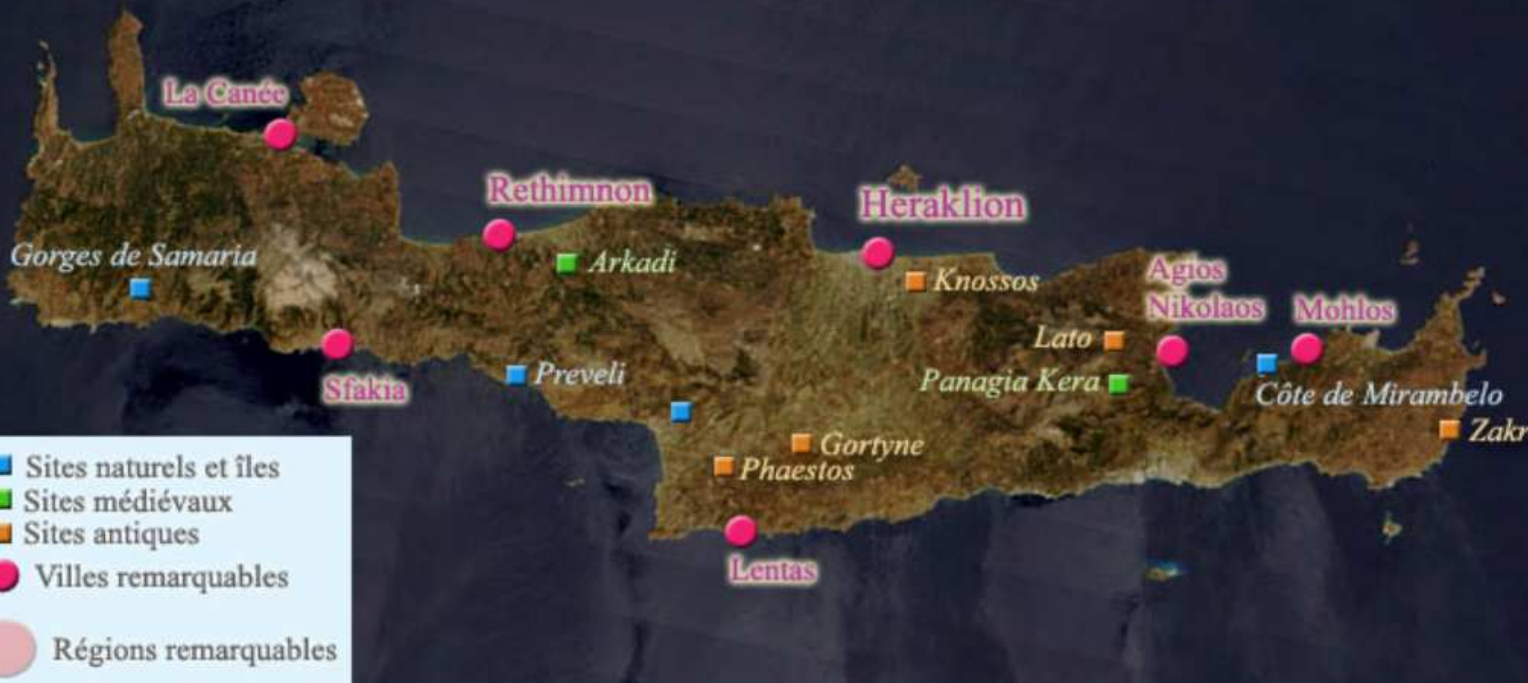 La Canée
Rethimnon
Heraklion
Gorges de Samaria
Arkadi
Knossos
Agios
Nikolaos
Mohlos
Lato
Sfakia
Preveli
Panagia Kera
Côte de Mirambelo
Zakr
Gortyne
Phaestos
Lentas
Sites naturels et îles
Sites médiévaux
Sites antiques
Villes remarquables
Régions remarquables